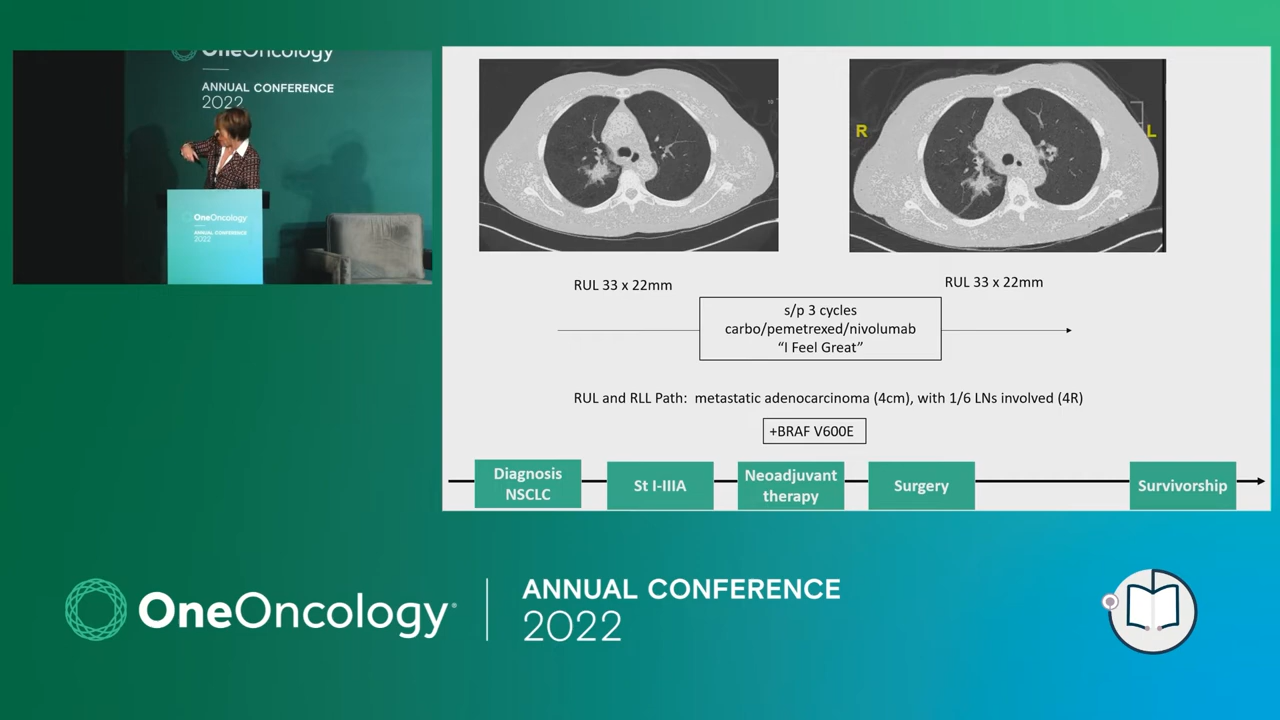 OneOncology
ANNUAL CONFERENCE
2022
OneOncology
ANNUAL CONFERENCE
2022
R
L
RUL 33 x 22mm
RUL 33 x 22mm
s/p 3 cycles
carbo/pemetrexed/nivolumab
“I Feel Great”
RUL and RLL Path:  metastatic adenocarcinoma (4cm), with 1/6 LNs involved (4R)
+BRAF V600E
Diagnosis
NSCLC
St I-IIIA
Neoadjuvant
therapy
Surgery
Survivorship
OneOncology
ANNUAL CONFERENCE
2022